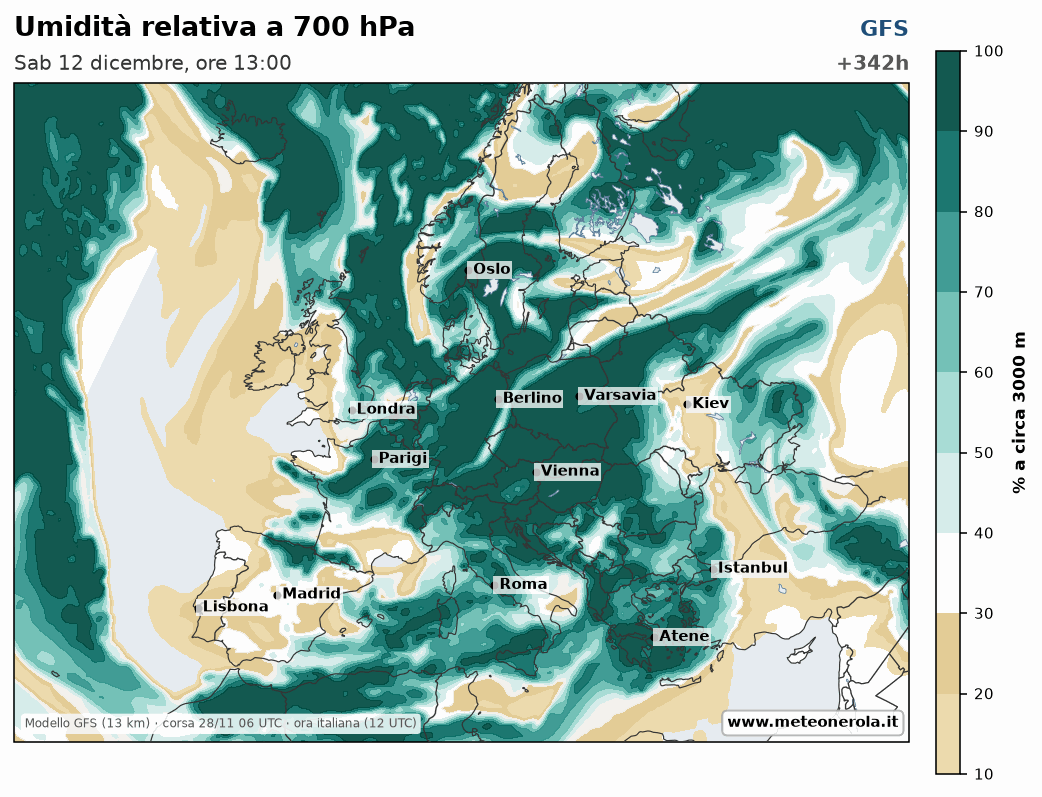 Umidità relativa a 700 hPa
GFS
Sab 12 dicembre, ore 13:00
+342h
100
90
80
70
60
50
40
30
20
10
% a circa 3000 m
Oslo
Londra
Berlino
Varsavia
Kiev
Parigi
Vienna
Istanbul
Roma
Madrid
Lisbona
Atene
Modello GFS (13 km) · corsa 28/11 06 UTC · ora italiana (12 UTC)
www.meteonerola.it